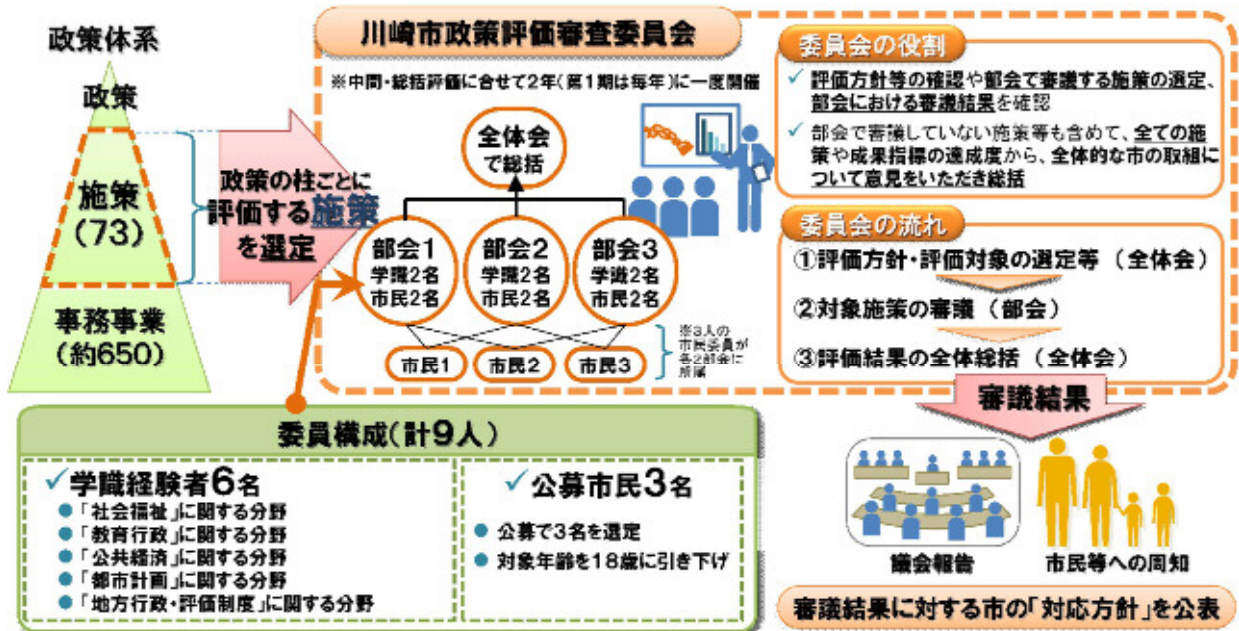 政策体系
政策
施策
(73)
事務事業
(約650)
政策の柱ごとに
評価する施策
を選定
川崎市政策評価審査委員会
※中間・総括評価に合せて2年(第1期は毎年)に一度開催
全体会
で総括
部会1
学識2名
市民2名
部会2
学識2名
市民2名
部会3
学識2名
市民2名
市民1
市民2
市民3
※3人の
市民委員が
各2部会に
所属
委員会の役割
✓ 評価方針等の確認や部会で審議する施策の選定、
部会における審議結果を確認
✓ 部会で審議していない施策等も含めて、全ての施
策や成果指標の達成度から、全体的な市の取組に
ついて意見をいただき総括
委員会の流れ
①評価方針・評価対象の選定等（全体会）
②対象施策の審議（部会）
③評価結果の全体総括（全体会）
審議結果
議会報告
市民等への周知
審議結果に対する市の「対応方針」を公表
委員構成(計9人)
✓学識経験者6名
●「社会福祉」に関する分野
●「教育行政」に関する分野
●「公共経済」に関する分野
●「都市計画」に関する分野
●「地方行政・評価制度」に関する分野
✓公募市民3名
● 公募で3名を選定
● 対象年齢を18歳に引き下げ